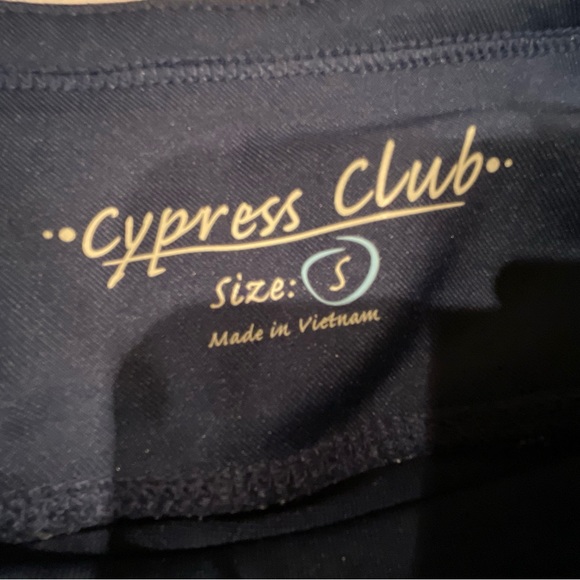 ··Cypress Club··
Size: S
Made in Vietnam